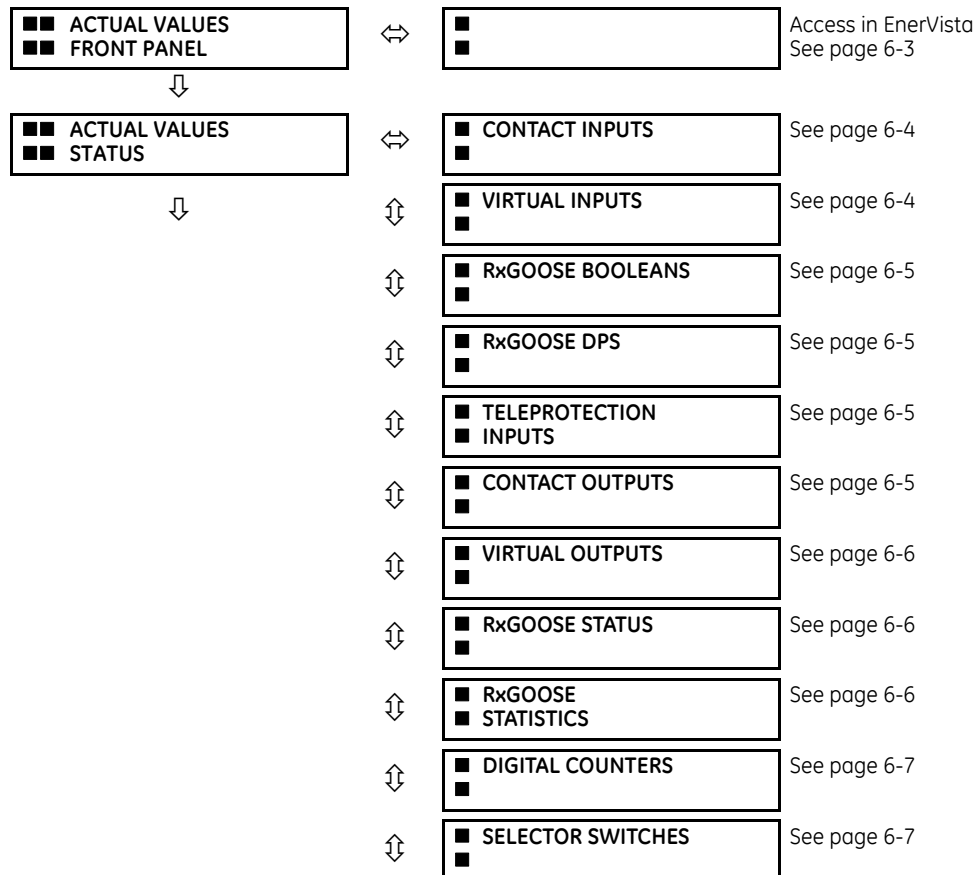 ■■ ACTUAL VALUES
■■ FRONT PANEL
■
■
Access in EnerVista
See page 6-3
■■ ACTUAL VALUES
■■ STATUS
■ CONTACT INPUTS
■
See page 6-4
■ VIRTUAL INPUTS
■
See page 6-4
■ RxGOOSE BOOLEANS
■
See page 6-5
■ RxGOOSE DPS
■
See page 6-5
■ TELEPROTECTION
■ INPUTS
See page 6-5
■ CONTACT OUTPUTS
■
See page 6-5
■ VIRTUAL OUTPUTS
■
See page 6-6
■ RxGOOSE STATUS
■
See page 6-6
■ RxGOOSE
■ STATISTICS
See page 6-6
■ DIGITAL COUNTERS
■
See page 6-7
■ SELECTOR SWITCHES
■
See page 6-7